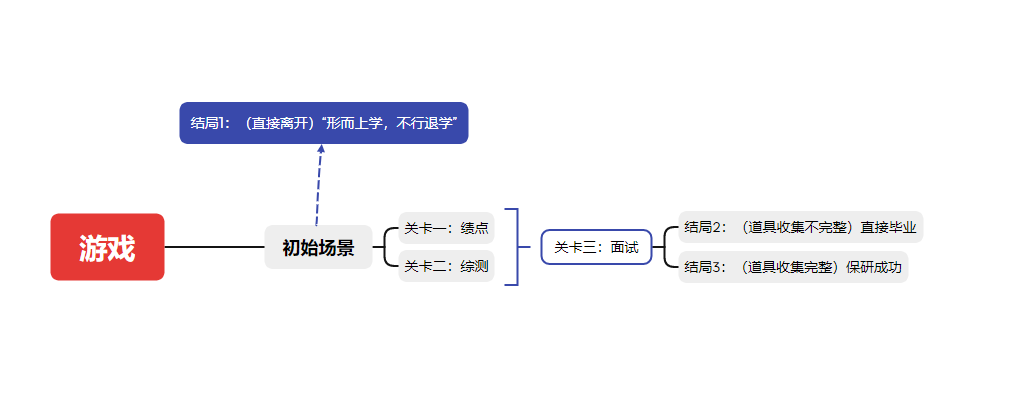 结局1：（直接离开）“形而上学，不行退学”
游戏
初始场景
关卡一：绩点
关卡二：综测
关卡三：面试
结局2：（道具收集不完整）直接毕业
结局3：（道具收集完整）保研成功